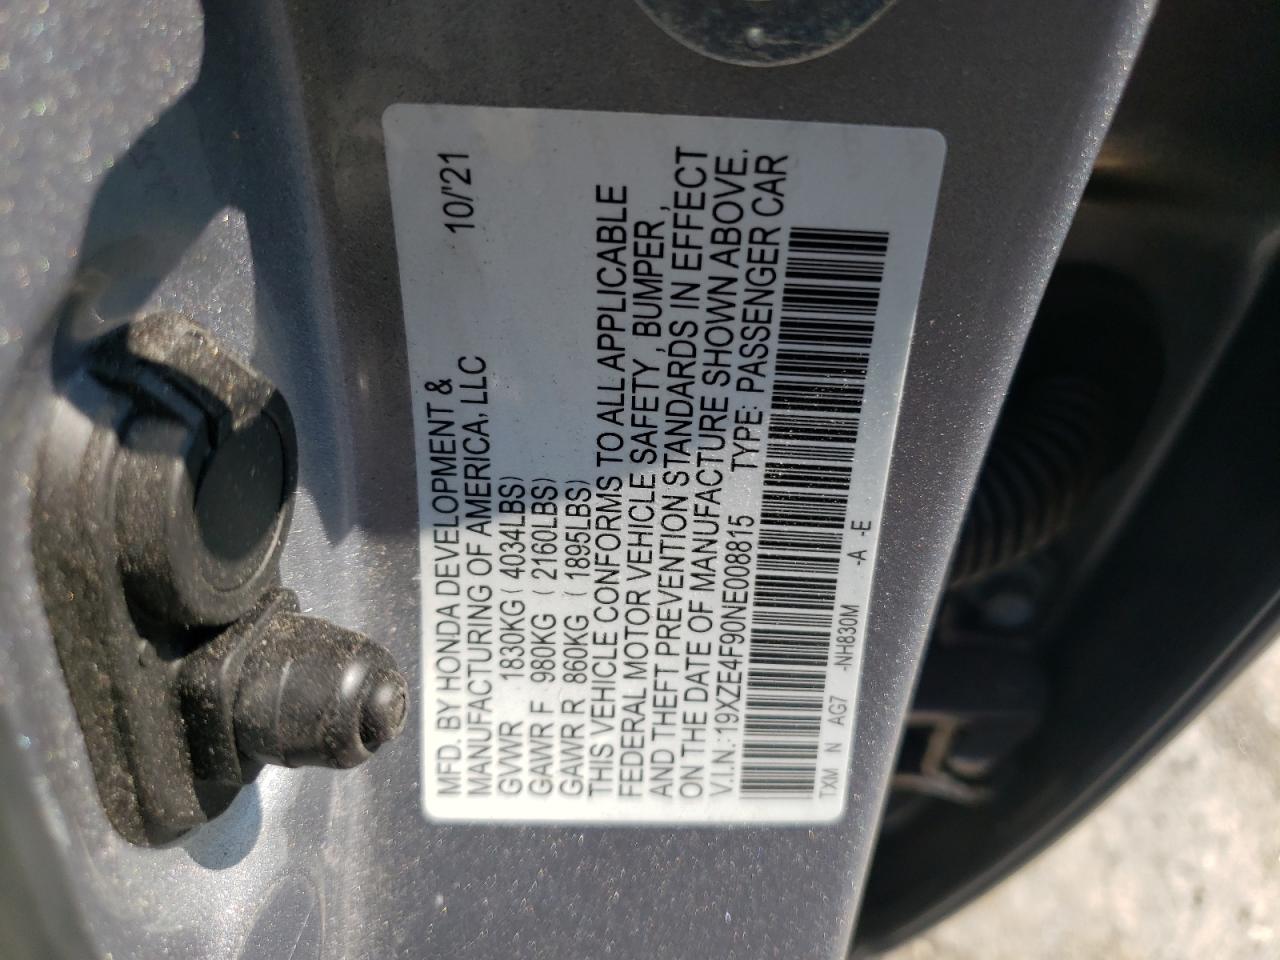 MFD. BY HONDA DEVELOPMENT &
MANUFACTURING OF AMERICA, LLC 10/'21
GVWR 1830KG ( 4034LBS)
GAWR F 980KG ( 2160LBS)
GAWR R 860KG ( 1895LBS)
THIS VEHICLE CONFORMS TO ALL APPLICABLE
FEDERAL MOTOR VEHICLE SAFETY, BUMPER,
AND THEFT PREVENTION STANDARDS IN EFFECT
ON THE DATE OF MANUFACTURE SHOWN ABOVE.
V.I.N.:19XZE4F90NE008815 TYPE: PASSENGER CAR
TXM N AG7 -NH830M -A -E